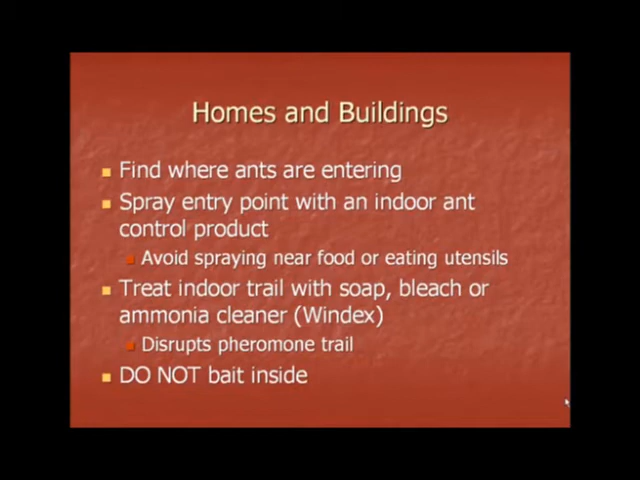 Homes and Buildings
Find where ants are entering
Spray entry point with an indoor ant
control product
Avoid spraying near food or eating utensils
Treat indoor trail with soap, bleach or
ammonia cleaner (Windex)
Disrupts pheromone trail
DO NOT bait inside